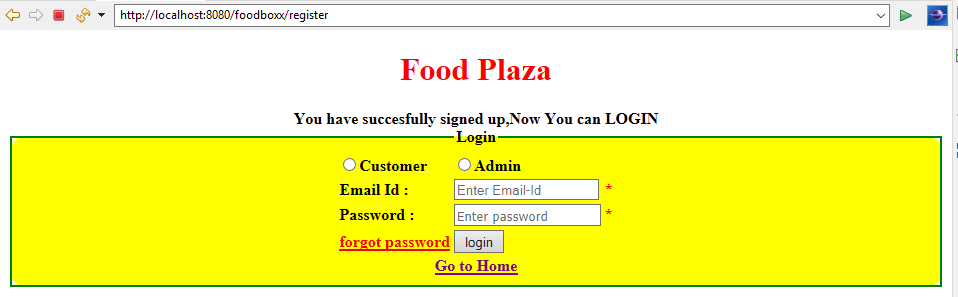 http://localhost:8080/foodboxx/register
Food Plaza
You have succesfully signed up,Now You can LOGIN
Login
Customer Admin
Email Id : Enter Email-Id *
Password : Enter password *
forgot password login
Go to Home